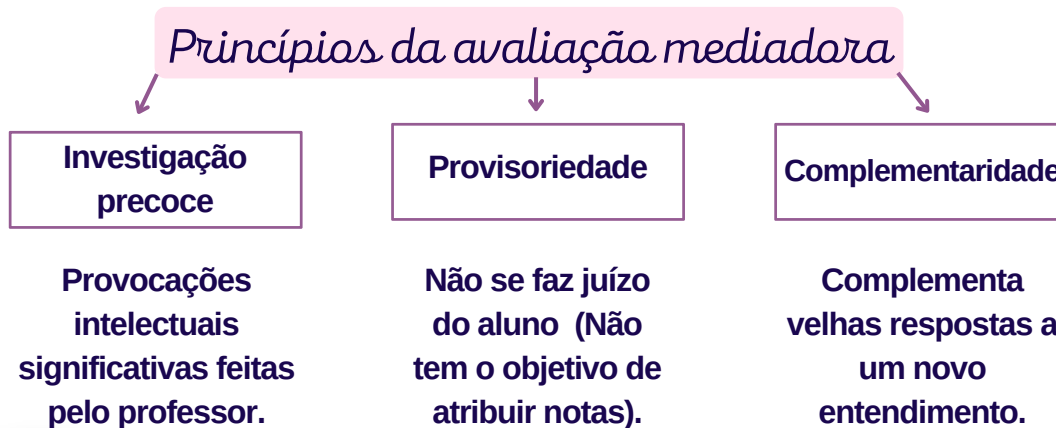 Princípios da avaliação mediadora
Investigação
precoce
Provocações
intelectuais
significativas feitas
pelo professor.
Provisoriedade
Não se faz juízo
do aluno (Não
tem o objetivo de
atribuir notas).
Complementaridade
Complementa
velhas respostas a
um novo
entendimento.